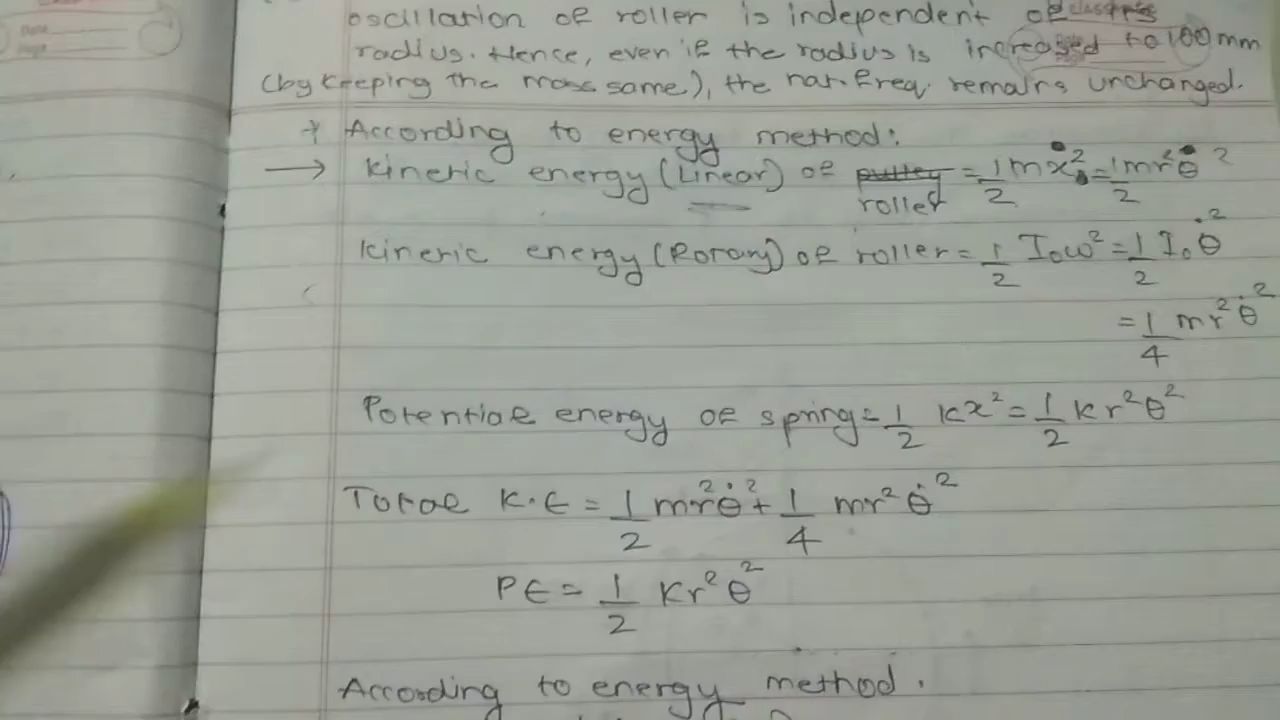 oscillation of roller is independent of
radius. Hence, even if the radius is increased to 100 mm
(by keeping the mass same), the nat. freq. remains unchanged.
+ According to energy method:
→ Kinetic energy (Linear) of pulley roller = 1/2 mẋ² = 1/2 mr²θ̇²
Kinetic energy (Rotary) of roller = 1/2 I₀ω² = 1/2 I₀θ̇²
= 1/4 mr²θ̇²
Potential energy of spring = 1/2 Kx² = 1/2 Kr²θ²
Total K.E = 1/2 mr²θ̇² + 1/4 mr²θ̇²
PE = 1/2 Kr²θ²
According to energy method.